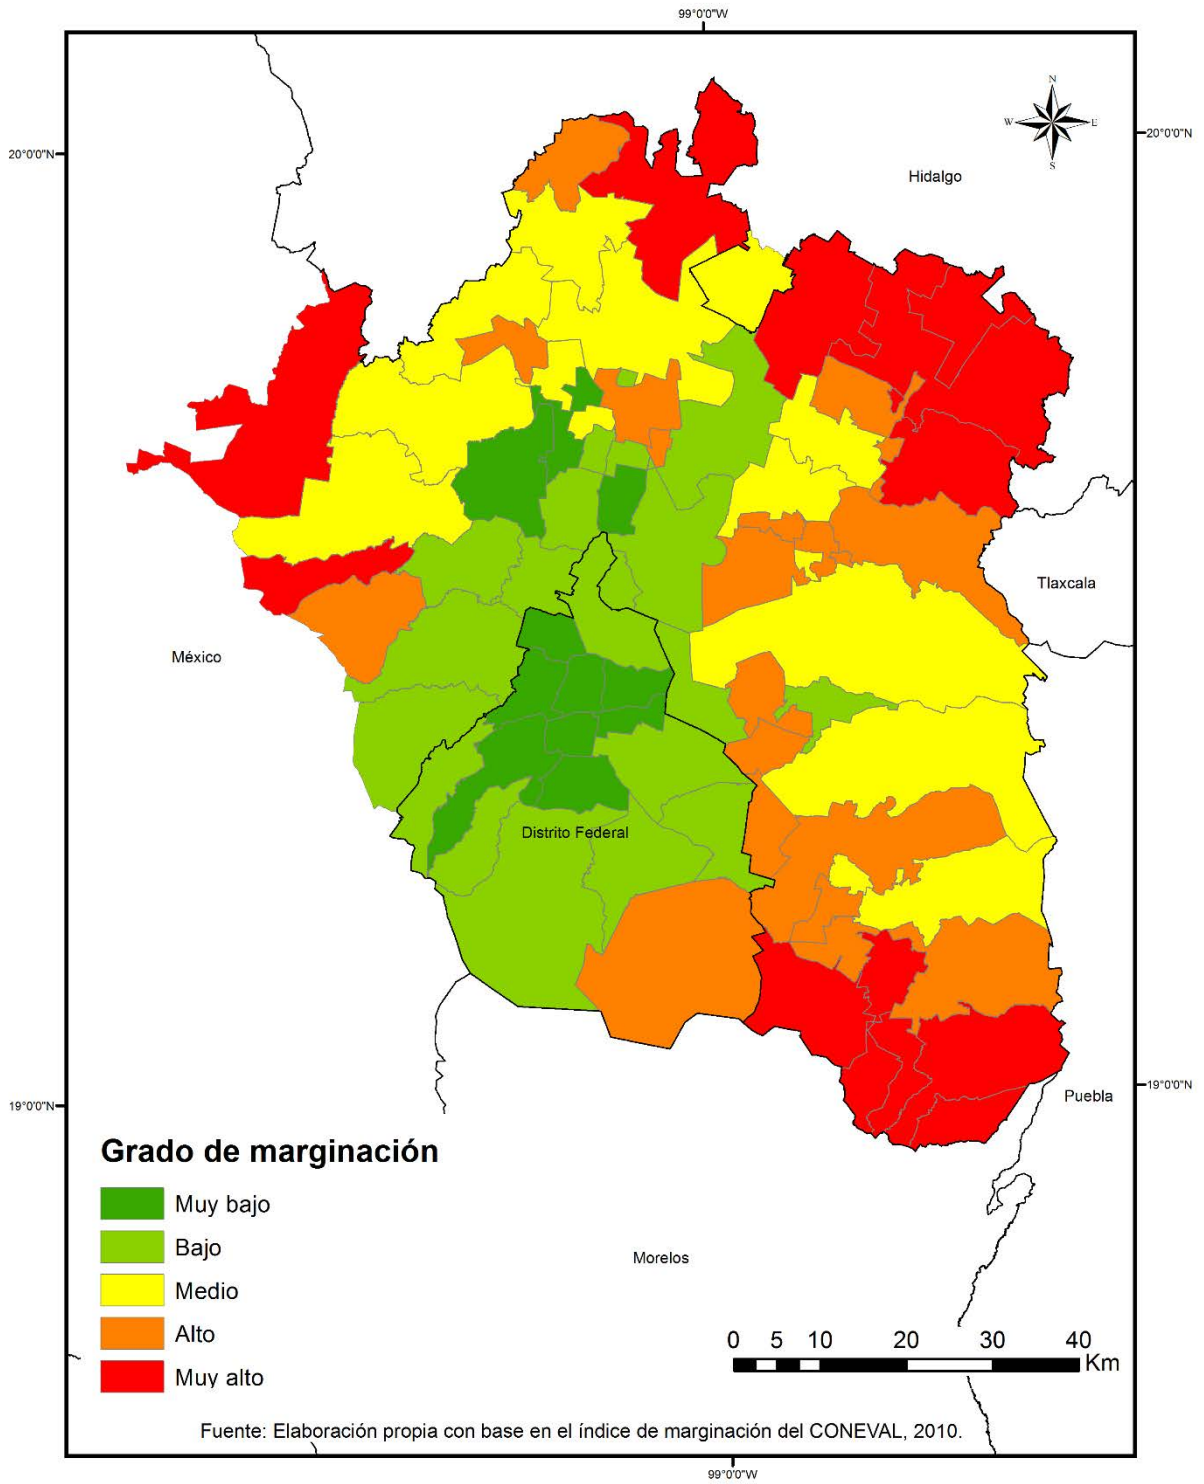 99°0'0"W
N
W E
S
20°0'0"N
20°0'0"N
Hidalgo
Tlaxcala
México
Distrito Federal
19°0'0"N
19°0'0"N
Puebla
Grado de marginación
Muy bajo
Bajo
Medio
Alto
Muy alto
Morelos
0 5 10 20 30 40
Km
Fuente: Elaboración propia con base en el índice de marginación del CONEVAL, 2010.
99°0'0"W